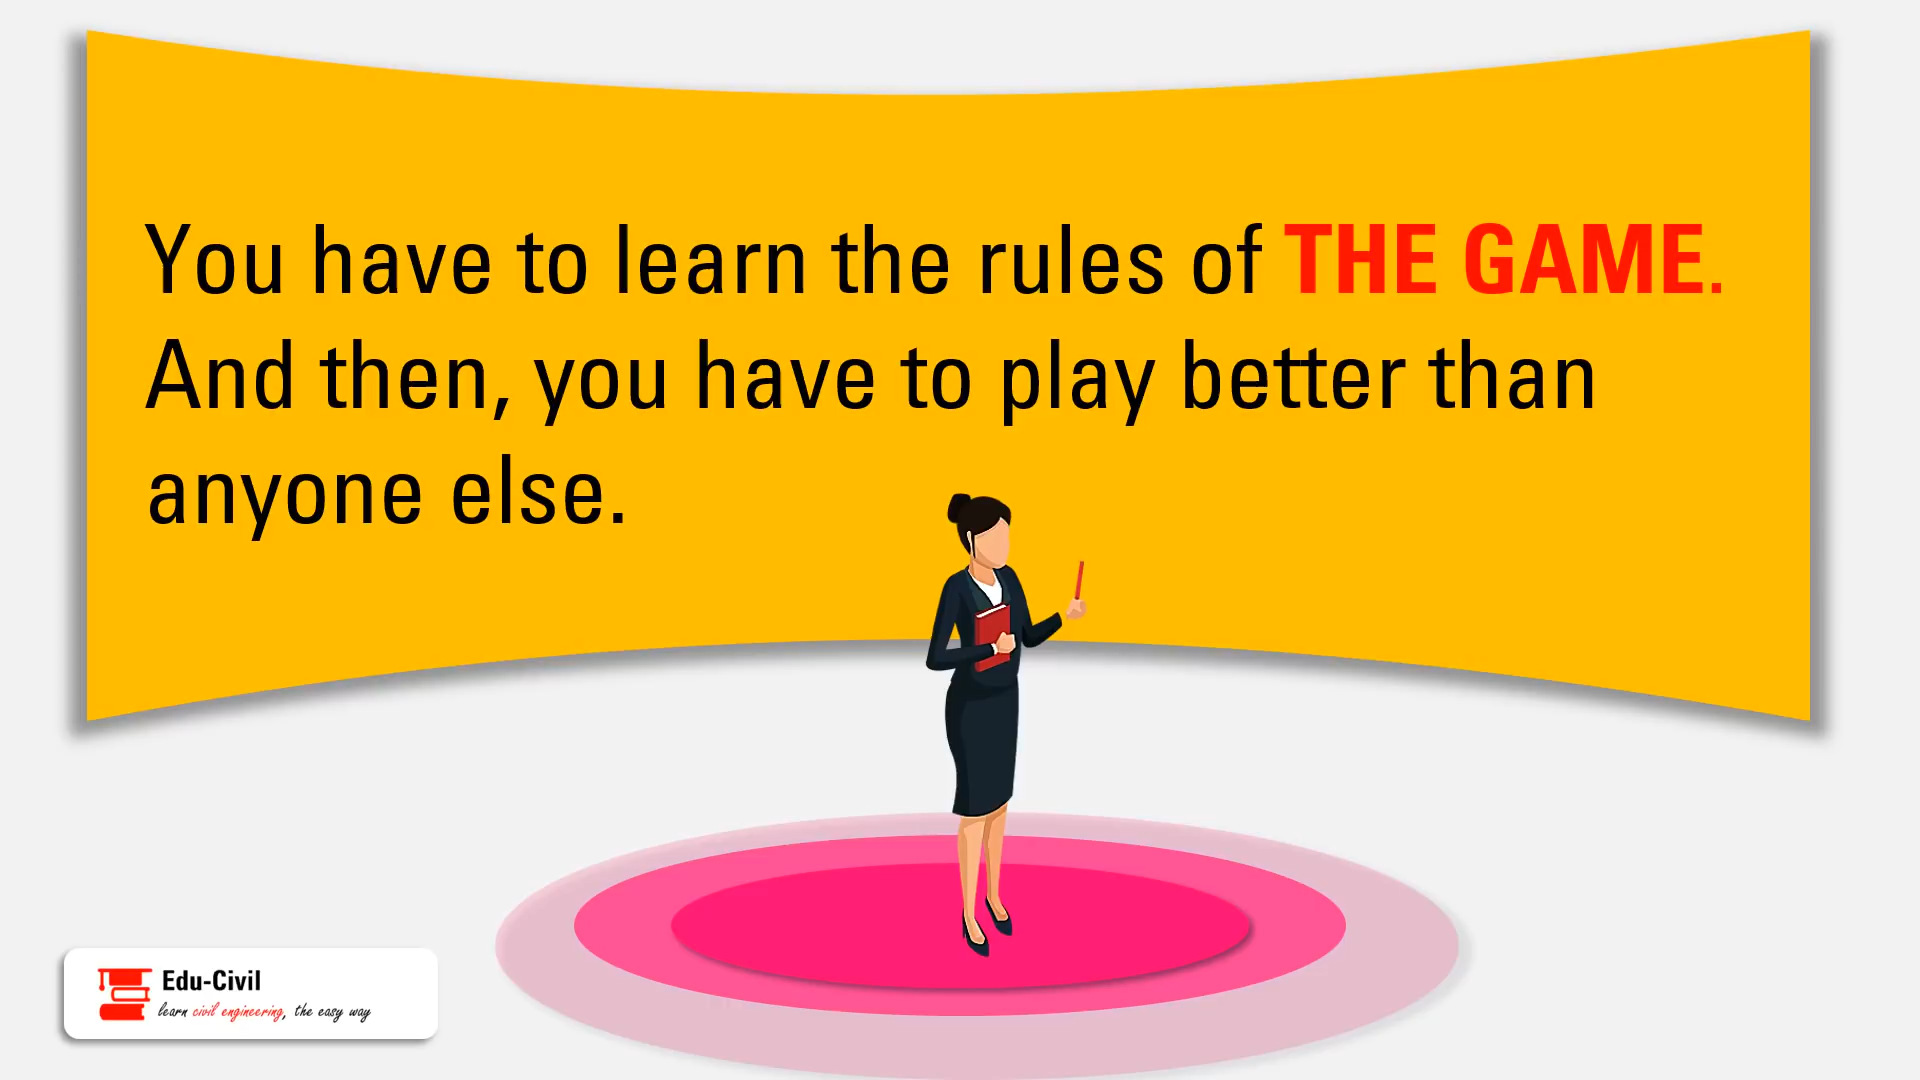 You have to learn the rules of THE GAME.
And then, you have to play better than
anyone else.
Edu-Civil
learn civil engineering, the easy way